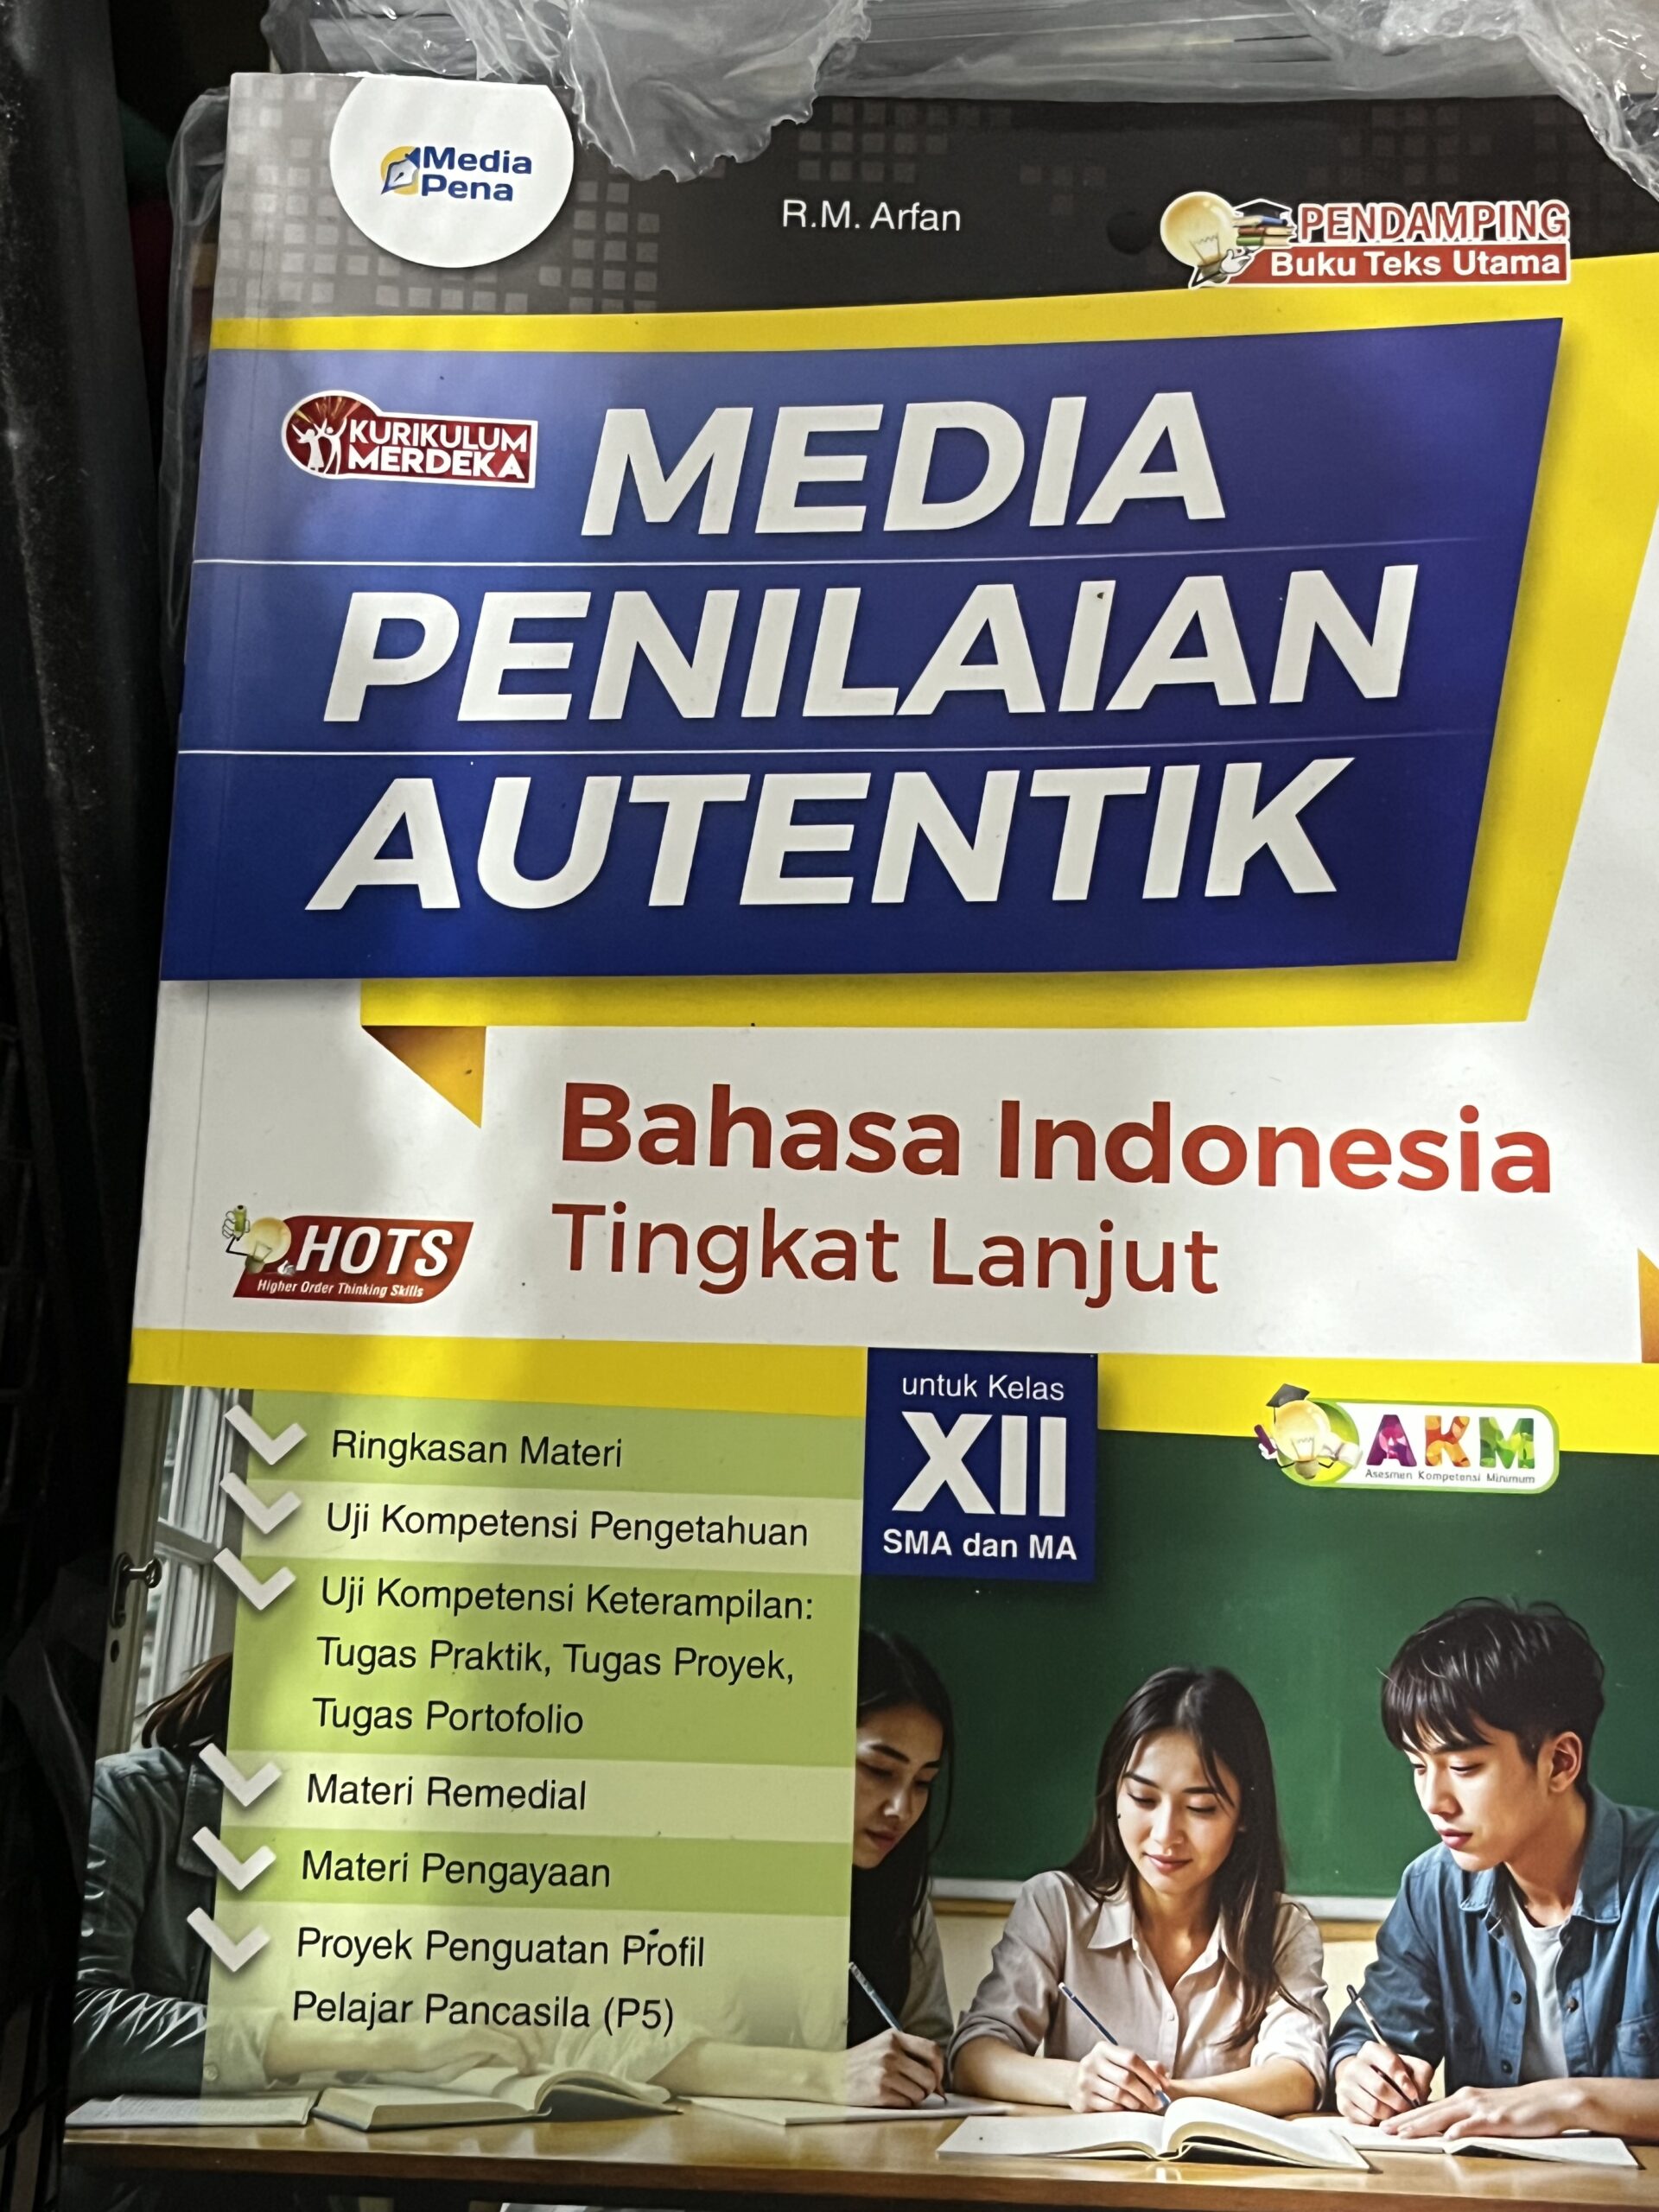 Media
Pena
R.M. Arfan
PENDAMPING
Buku Teks Utama
KURIKULUM
MERDEKA
MEDIA
PENILAIAN
AUTENTIK
Bahasa Indonesia
Tingkat Lanjut
HOTS
Higher Order Thinking Skills
untuk Kelas
XII
SMA dan MA
AKM
Asesmen Kompetensi Minimum
Ringkasan Materi
Uji Kompetensi Pengetahuan
Uji Kompetensi Keterampilan:
Tugas Praktik, Tugas Proyek,
Tugas Portofolio
Materi Remedial
Materi Pengayaan
Proyek Penguatan Profil
Pelajar Pancasila (P5)